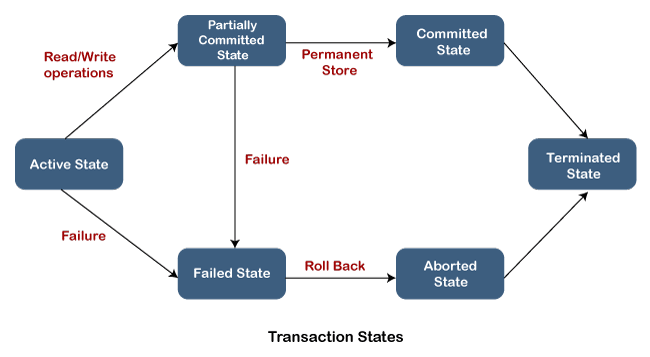 Partially
Committed
State
Committed
State
Read/Write
operations
Permanent
Store
Active State
Failure
Terminated
State
Failure
Failed State
Roll Back
Aborted
State
Transaction States